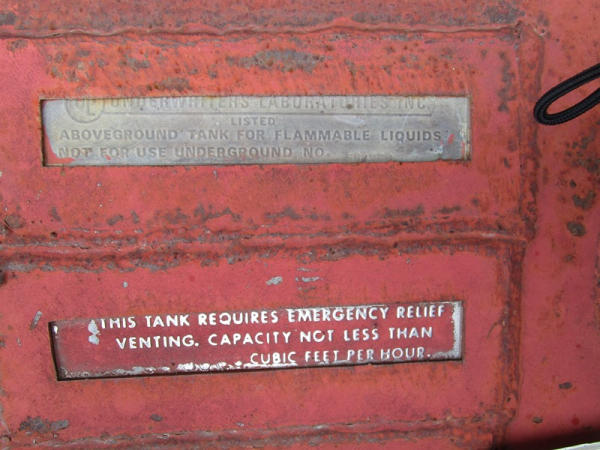 UL UNDERWRITERS LABORATORIES INC.
LISTED
ABOVEGROUND TANK FOR FLAMMABLE LIQUIDS
NOT FOR USE UNDERGROUND NO.
THIS TANK REQUIRES EMERGENCY RELIEF
VENTING. CAPACITY NOT LESS THAN
CUBIC FEET PER HOUR.